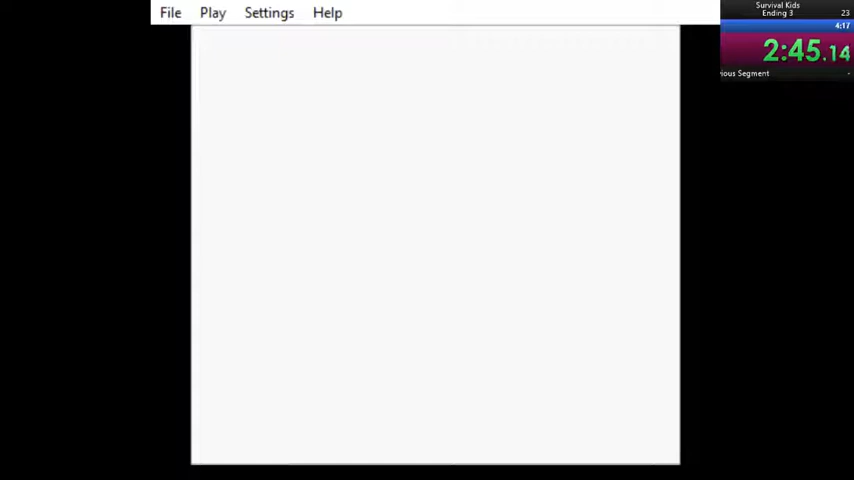 File Play Settings Help
Survival Kids
Ending 3 23
4:17
2:45.14
ious Segment -